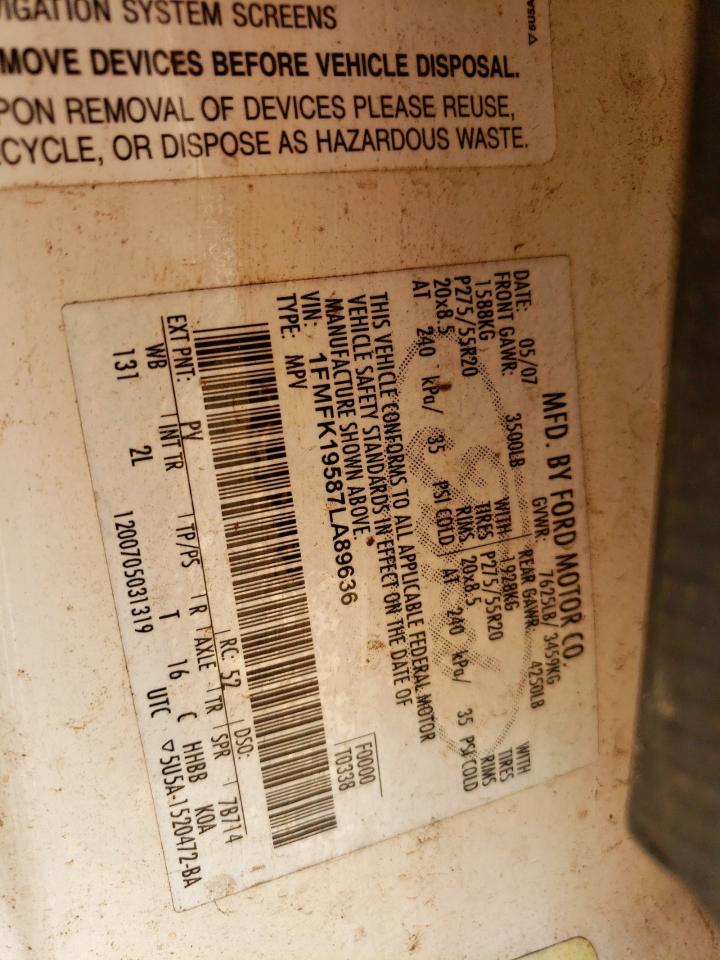 VIGATION SYSTEM SCREENS
MOVE DEVICES BEFORE VEHICLE DISPOSAL.
PON REMOVAL OF DEVICES PLEASE REUSE,
CYCLE, OR DISPOSE AS HAZARDOUS WASTE.
MFD. BY FORD MOTOR CO.
DATE: 05/07 GVWR: 7625LB/ 3459KG
FRONT GAWR: 3500LB REAR GAWR: 4250LB
1588KG WITH 1928KG WITH
P275/55R20 TIRES P275/55R20 TIRES
20x8.5 RIMS 20x8.5 RIMS
AT 240 kPa/ 35 PSI COLD AT 240 kPa/ 35 PSI COLD
THIS VEHICLE CONFORMS TO ALL APPLICABLE FEDERAL MOTOR
VEHICLE SAFETY STANDARDS IN EFFECT ON THE DATE OF
MANUFACTURE SHOWN ABOVE.
VIN: 1FMFK19587LA89636
TYPE: MPV
F0000
T0338
EXT PNT: PV RC: 52 DSO:
WB INT TR TP/PS R AXLE TR SPR 7B714
131 2L T 16 C HHBB KOA
1200705031319 UTC ▽5U5A-1520472-BA